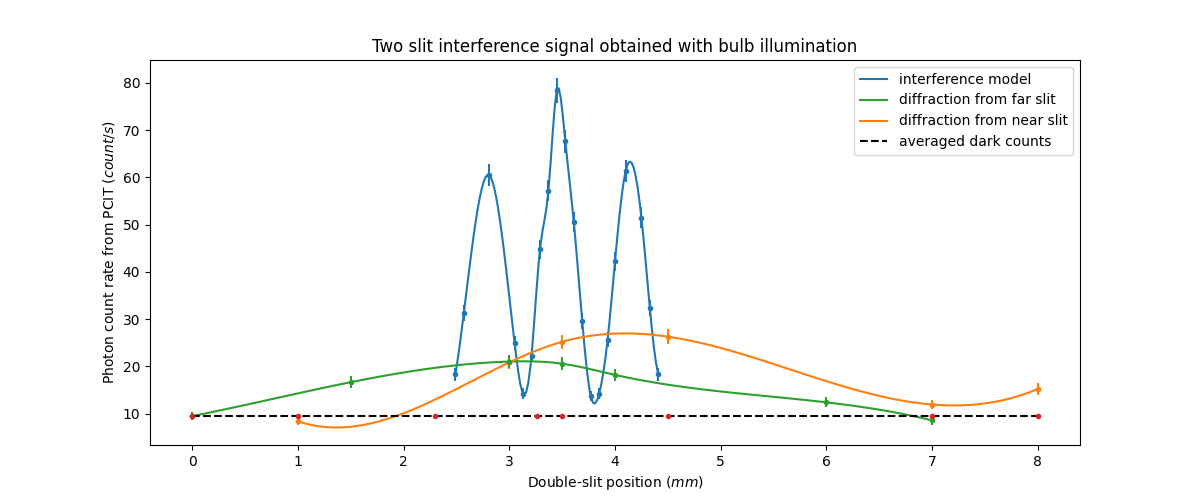 Two slit interference signal obtained with bulb illumination
Photon count rate from PCIT (count/s)
80
70
60
50
40
30
20
10
interference model
diffraction from far slit
diffraction from near slit
averaged dark counts
0 1 2 3 4 5 6 7 8
Double-slit position (mm)